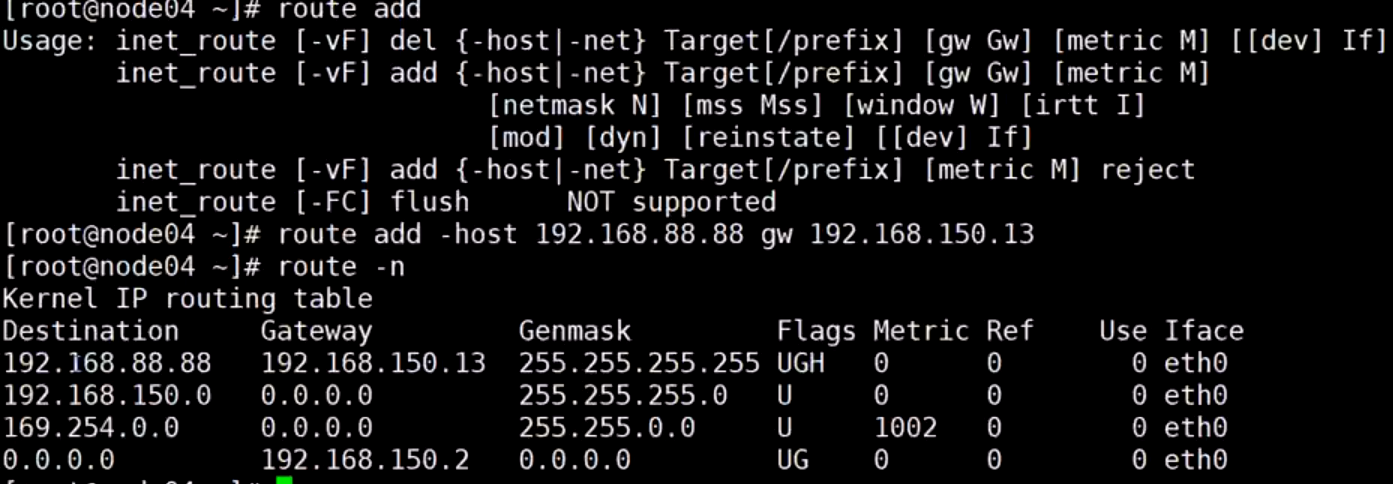 [root@node04 ~]# route add
Usage: inet_route [-vF] del {-host|-net} Target[/prefix] [gw Gw] [metric M] [[dev] If]
       inet_route [-vF] add {-host|-net} Target[/prefix] [gw Gw] [metric M]
                              [netmask N] [mss Mss] [window W] [irtt I]
                              [mod] [dyn] [reinstate] [[dev] If]
       inet_route [-vF] add {-host|-net} Target[/prefix] [metric M] reject
       inet_route [-FC] flush      NOT supported
[root@node04 ~]# route add -host 192.168.88.88 gw 192.168.150.13
[root@node04 ~]# route -n
Kernel IP routing table
Destination     Gateway         Genmask         Flags Metric Ref    Use Iface
192.168.88.88   192.168.150.13  255.255.255.255 UGH   0      0        0 eth0
192.168.150.0   0.0.0.0         255.255.255.0   U     0      0        0 eth0
169.254.0.0     0.0.0.0         255.255.0.0     U     1002   0        0 eth0
0.0.0.0         192.168.150.2   0.0.0.0         UG    0      0        0 eth0